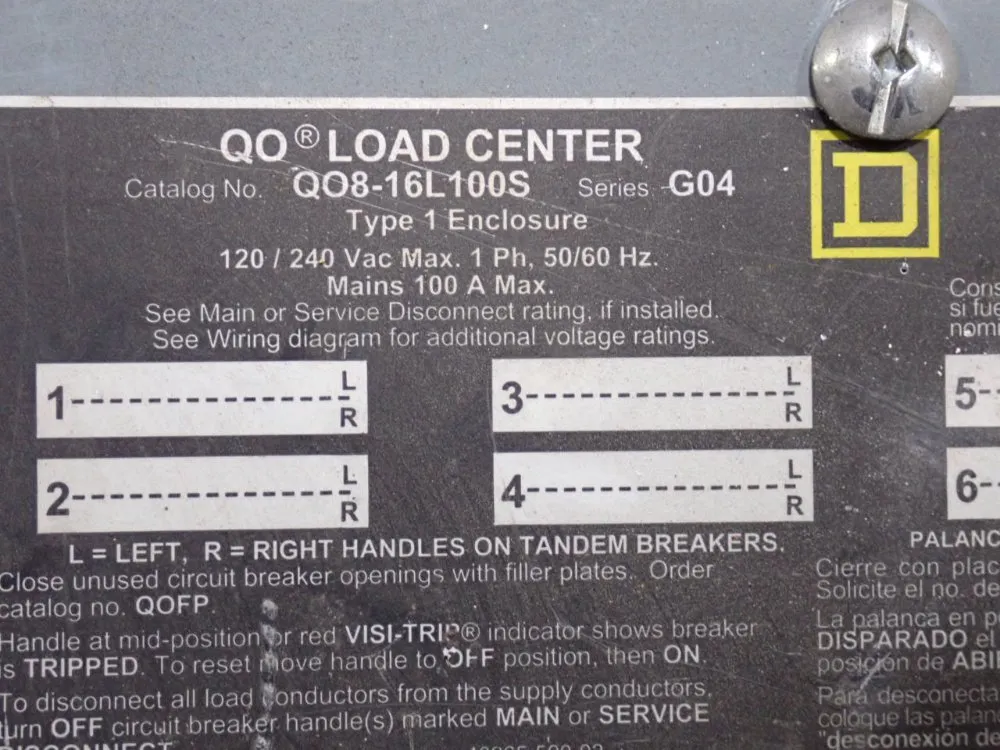 QO® LOAD CENTER
Catalog No. QO8-16L100S Series G04
Type 1 Enclosure
120 / 240 Vac Max. 1 Ph. 50/60 Hz.
Mains 100 A Max.
See Main or Service Disconnect rating, if installed.
See Wiring diagram for additional voltage ratings.
D
1 L R
3 L R
5
2 L R
4 L R
6
L = LEFT, R = RIGHT HANDLES ON TANDEM BREAKERS.
Close unused circuit breaker openings with filler plates. Order
catalog no. QOFP.
Handle at mid-position or red VISI-TRIP® indicator shows breaker
is TRIPPED. To reset move handle to OFF position, then ON.
To disconnect all load conductors from the supply conductors,
turn OFF circuit breaker handle(s) marked MAIN or SERVICE
DISCONNECT
Cons
si fue
nom
PALANC
Cierre con plac
Solicite el no. de
La palanca en p
DISPARADO el
posición de ABI
Para desconecta
coloque las palan
"desconexión de